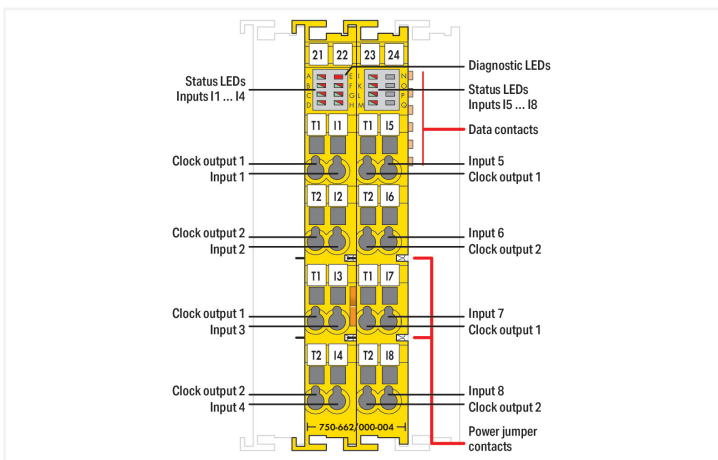 21 22 23 24
A E I N
B F K O
C G L P
D H M Q
Status LEDs
Inputs I1 ... I4
Diagnostic LEDs
Status LEDs
Inputs I5 ... I8
Data contacts
T1 I1 T1 I5
Clock output 1
Input 1
Input 5
Clock output 1
T2 I2 T2 I6
Clock output 2
Input 2
Input 6
Clock output 2
T1 I3 T1 I7
Clock output 1
Input 3
Input 7
Clock output 1
T2 I4 T2 I8
Clock output 2
Input 4
Input 8
Clock output 2
750-662/000-004
Power jumper
contacts